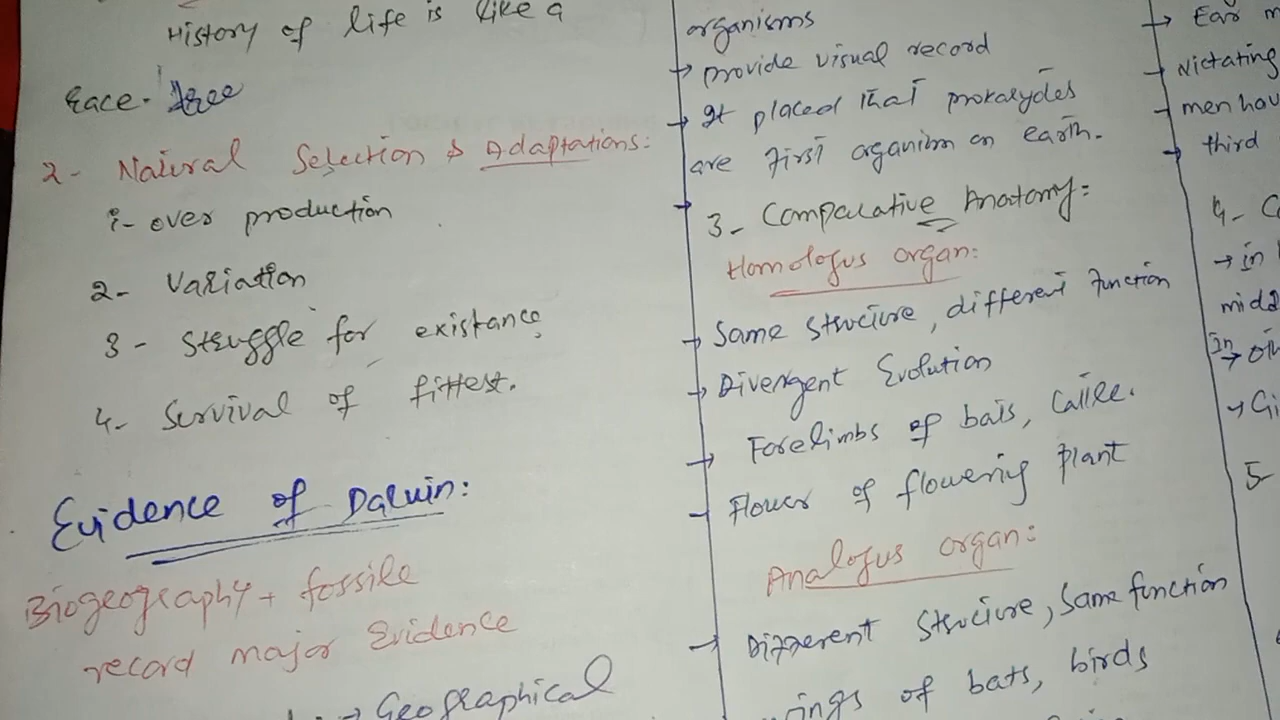 History of life is like a
tree
2- Natural Selection & Adaptations:
i- over production
2- Variation
3- Struggle for existance
4- Survival of fittest.
Evidence of Darwin:
Biogeography + fossile
record major Evidence
→ Geographical
organisms
→ provide visual record
→ It placed that prokarydes
are first organism on earth.
3- Comparative Anatomy:
Homologus organ:
→ Same structure, different function
→ Divergent Evolution
→ Forelimbs of bats, Cattle.
→ Flower of flowering plant
Analogus organ:
→ Different structure, Same function
wings of bats, birds
→ Ear m
→ Nictating
→ men hav
→ third
4- C
→ in
midd
→ Gi
5-